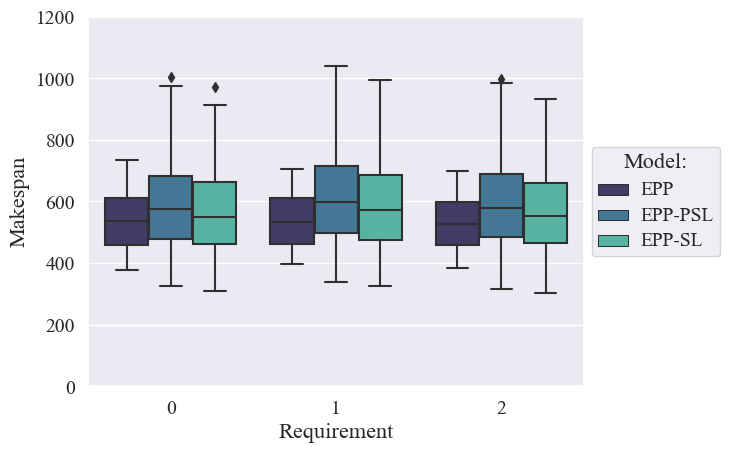 1200
1000
800
600
400
200
0
Makespan
0 1 2
Requirement
Model:
EPP
EPP-PSL
EPP-SL